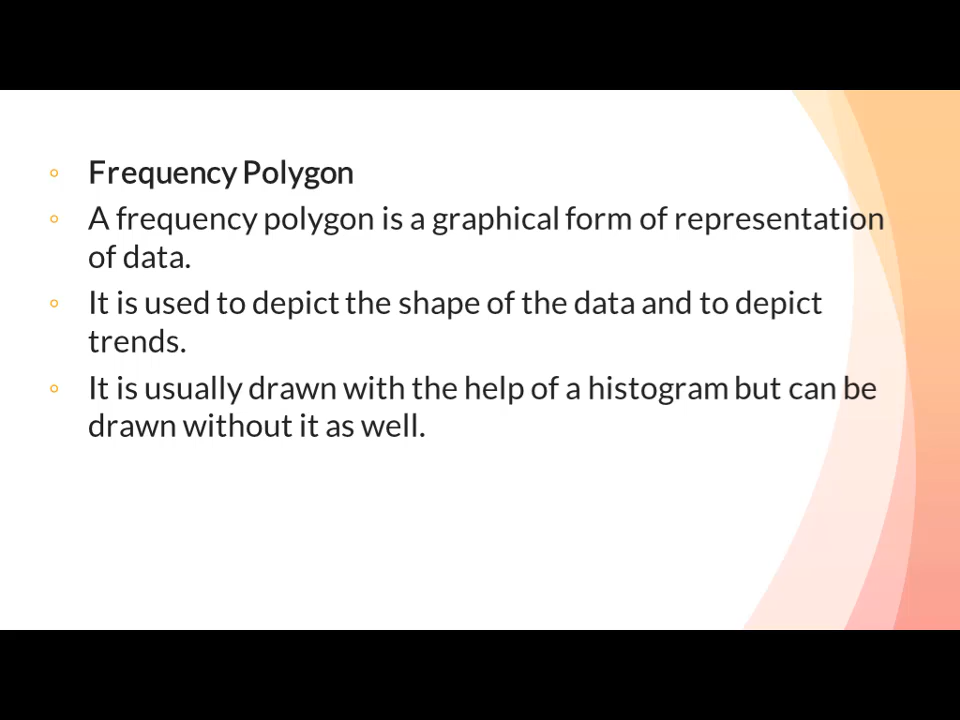 Frequency Polygon
A frequency polygon is a graphical form of representation
of data.
It is used to depict the shape of the data and to depict
trends.
It is usually drawn with the help of a histogram but can be
drawn without it as well.